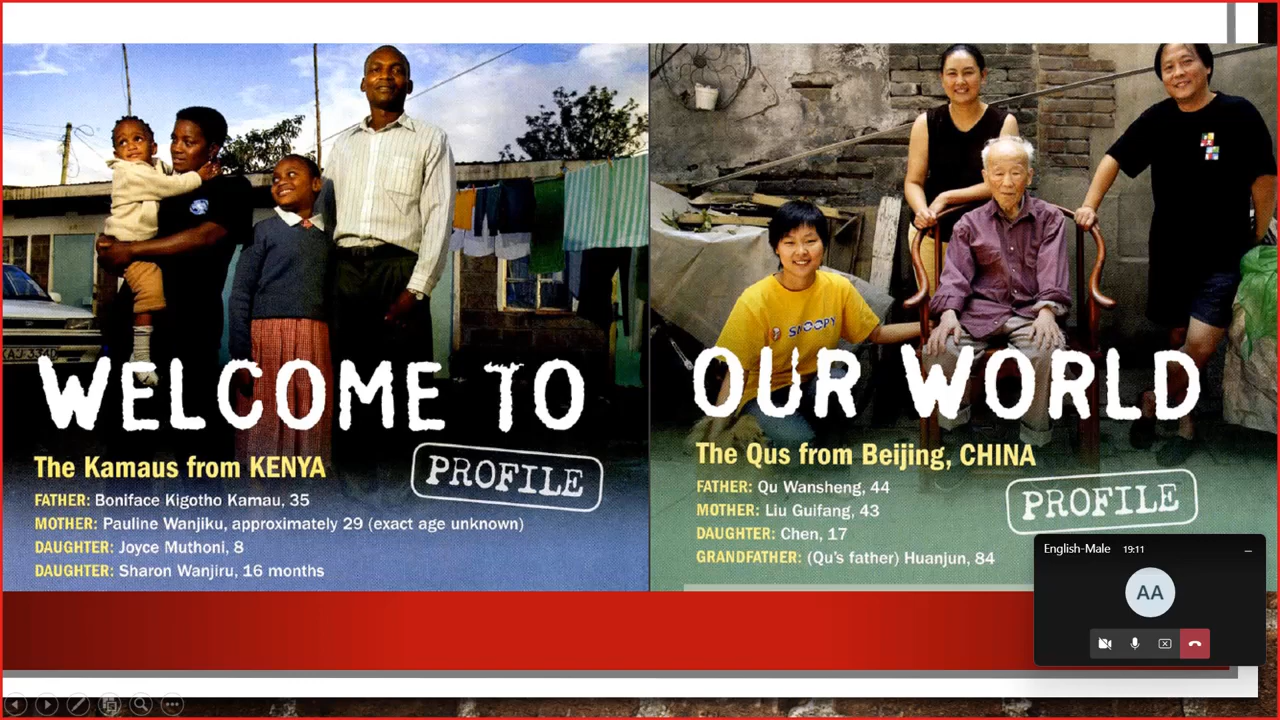 WELCOME TO
The Kamaus from KENYA
PROFILE
FATHER: Boniface Kigotho Kamau, 35
MOTHER: Pauline Wanjiku, approximately 29 (exact age unknown)
DAUGHTER: Joyce Muthoni, 8
DAUGHTER: Sharon Wanjiru, 16 months
SNOOPY
OUR WORLD
The Qus from Beijing, CHINA
PROFILE
FATHER: Qu Wansheng, 44
MOTHER: Liu Guifang, 43
DAUGHTER: Chen, 17
GRANDFATHER: (Qu's father) Huanjun, 84
English-Male 19:11
AA